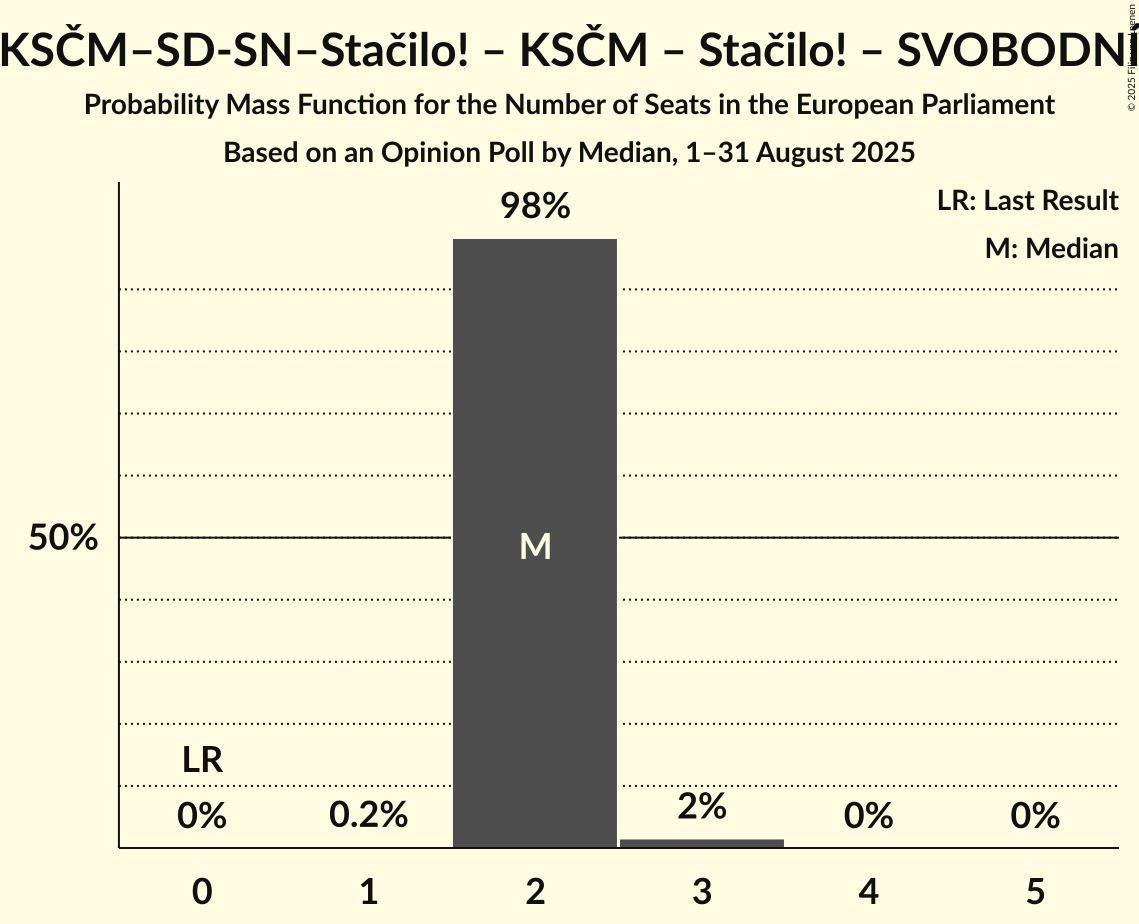 KSČM–SD-SN–Stačilo! – KSČM – Stačilo! – SVOBODNÍ
Probability Mass Function for the Number of Seats in the European Parliament
Based on an Opinion Poll by Median, 1–31 August 2025
LR: Last Result
M: Median
98%
50%
M
LR
0%
0.2%
2%
0%
0%
0
1
2
3
4
5
© 2025